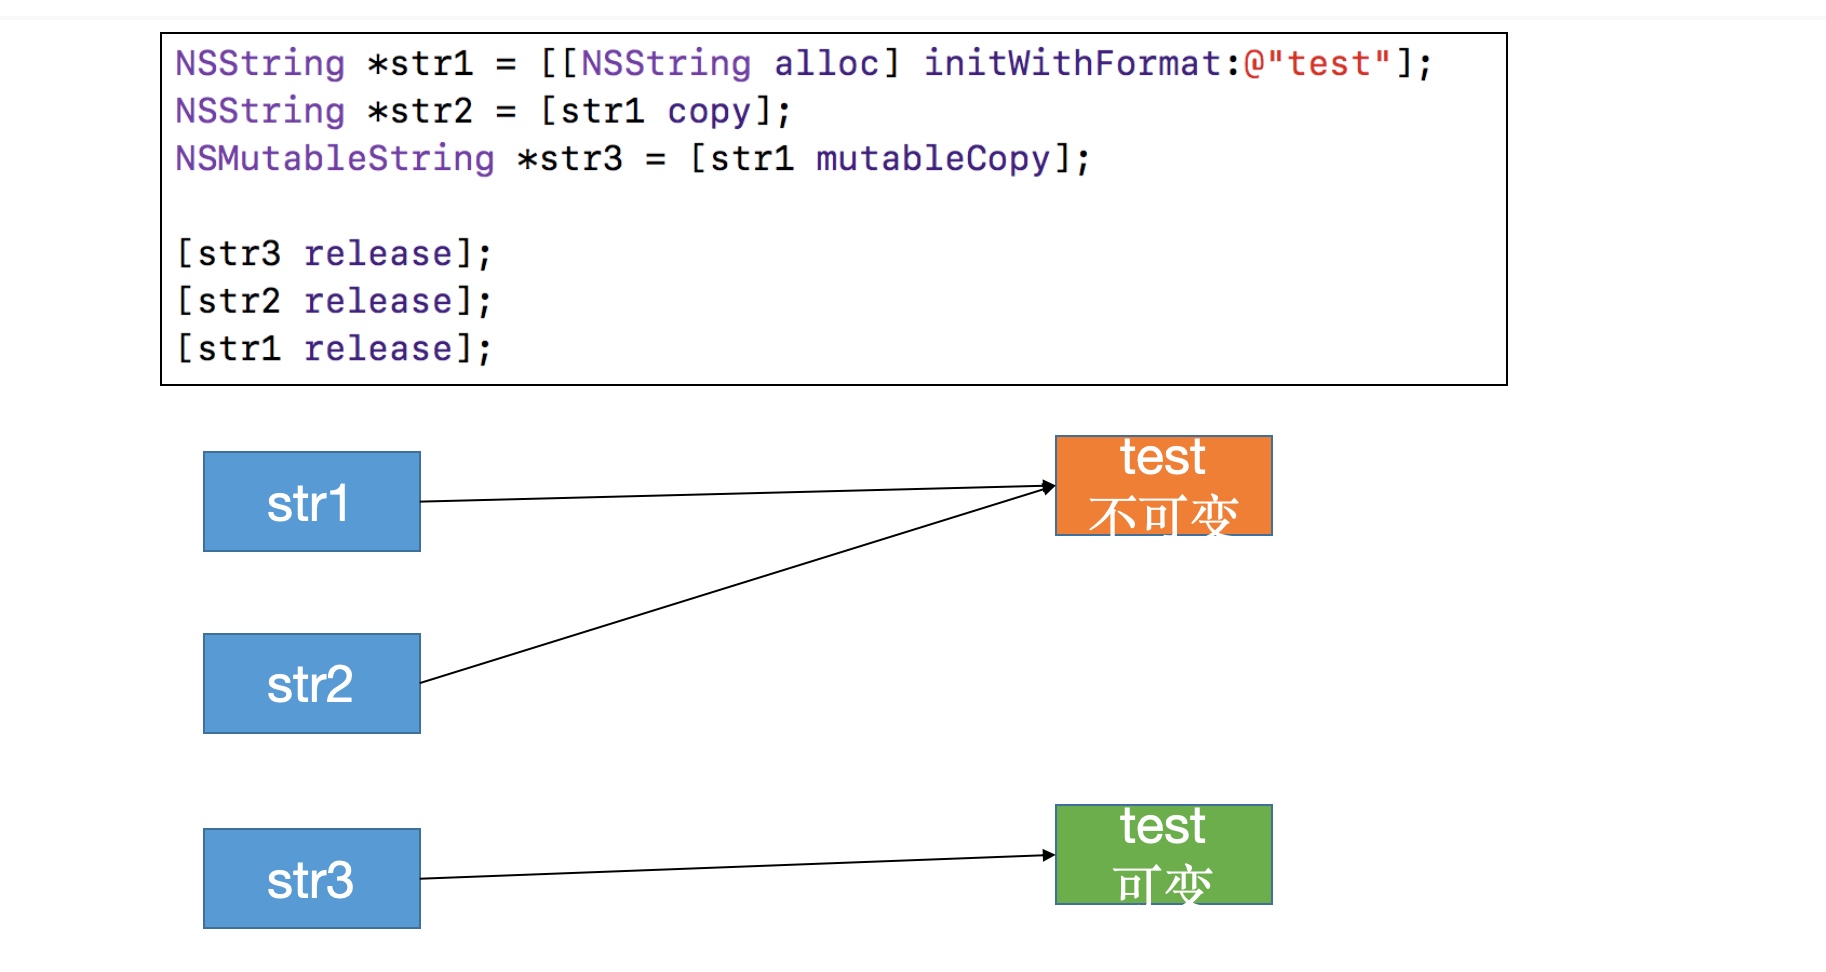 NSString *str1 = [[NSString alloc] initWithFormat:@"test"];
NSString *str2 = [str1 copy];
NSMutableString *str3 = [str1 mutableCopy];
[str3 release];
[str2 release];
[str1 release];
str1
test
不可变
str2
str3
test
可变